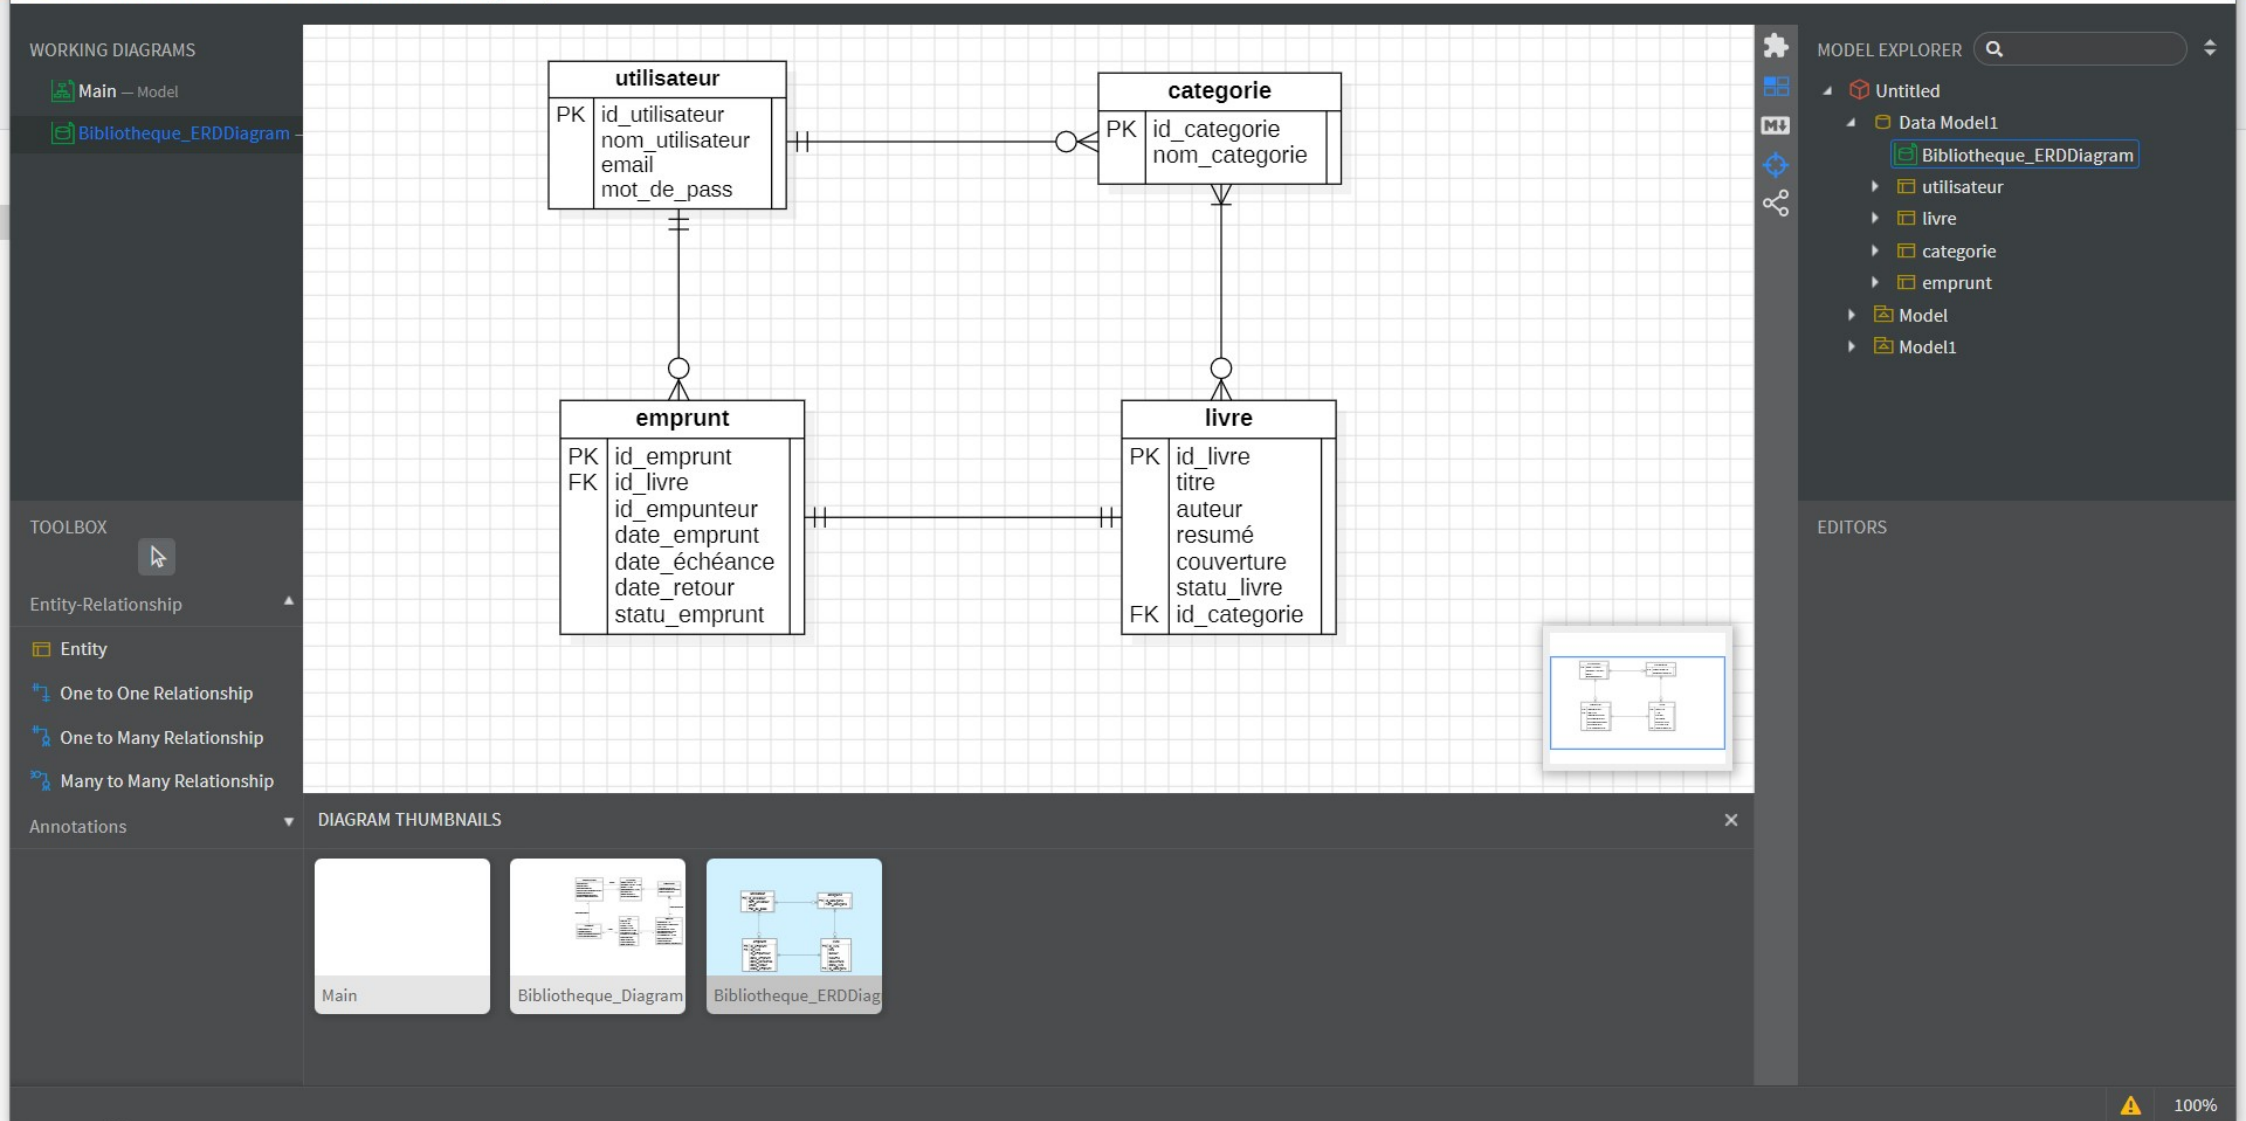 WORKING DIAGRAMS
Main — Model
Bibliotheque_ERDDiagram —
TOOLBOX
Entity-Relationship
Entity
One to One Relationship
One to Many Relationship
Many to Many Relationship
Annotations
utilisateur
PK id_utilisateur
nom_utilisateur
email
mot_de_pass
categorie
PK id_categorie
nom_categorie
emprunt
PK id_emprunt
FK id_livre
id_empunteur
date_emprunt
date_échéance
date_retour
statu_emprunt
livre
PK id_livre
titre
auteur
resumé
couverture
statu_livre
FK id_categorie
DIAGRAM THUMBNAILS
Main
Bibliotheque_Diagram
Bibliotheque_ERDDiag
M
MODEL EXPLORER
Untitled
Data Model1
Bibliotheque_ERDDiagram
utilisateur
livre
categorie
emprunt
Model
Model1
EDITORS
100%